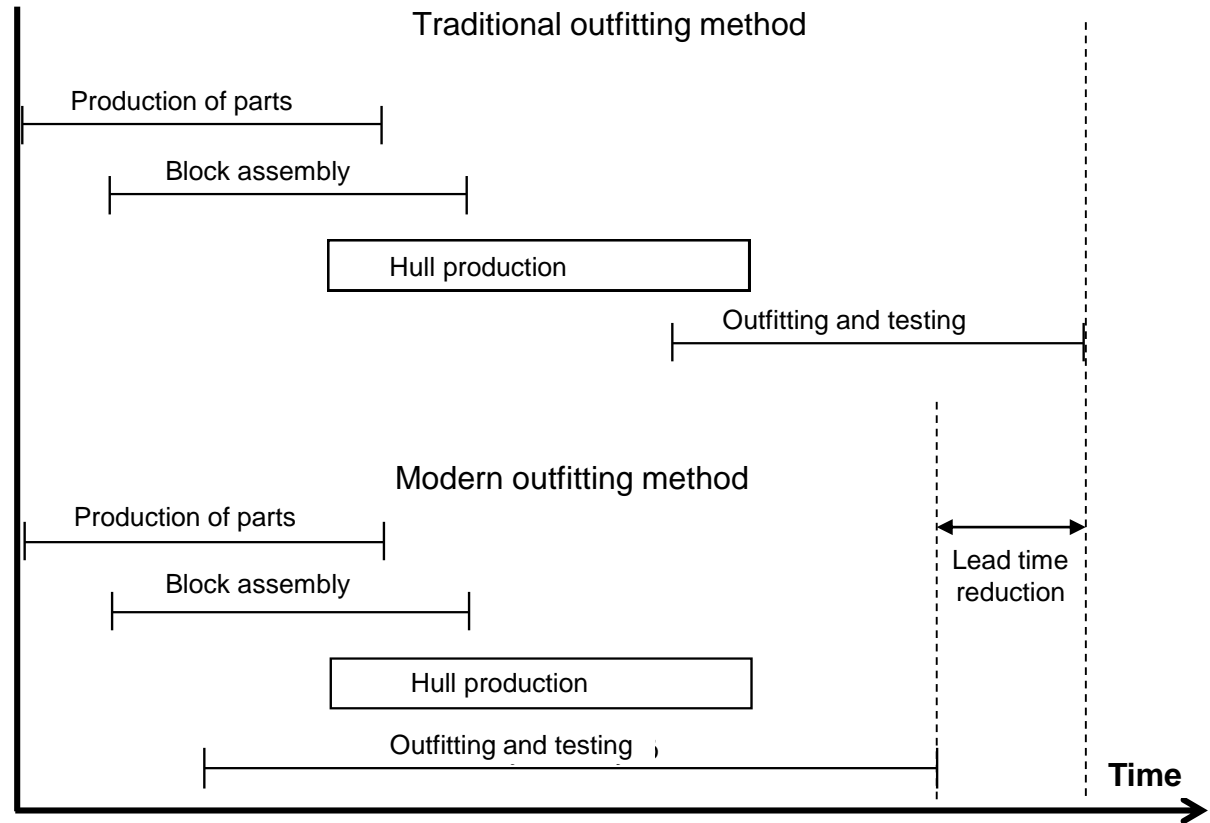 Traditional outfitting method
Production of parts
Block assembly
Hull production
Outfitting and testing
Modern outfitting method
Production of parts
Block assembly
Lead time
reduction
Hull production
Outfitting and testing
Time